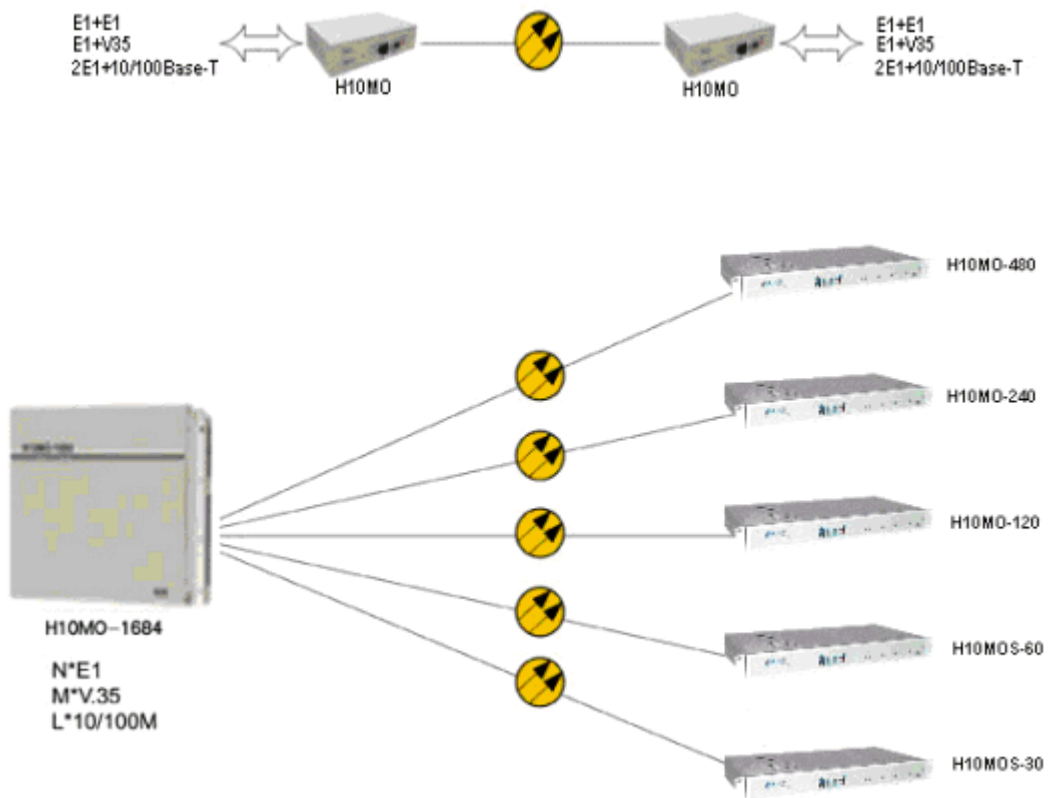 E1+E1
E1+V35
2E1+10/100Base-T
H10MO
H10MO
E1+E1
E1+V35
2E1+10/100Base-T
H10MO-480
H10MO-240
H10MO-120
H10MO-1684
H10MOS-60
N*E1
M*V.35
L*10/100M
H10MOS-30